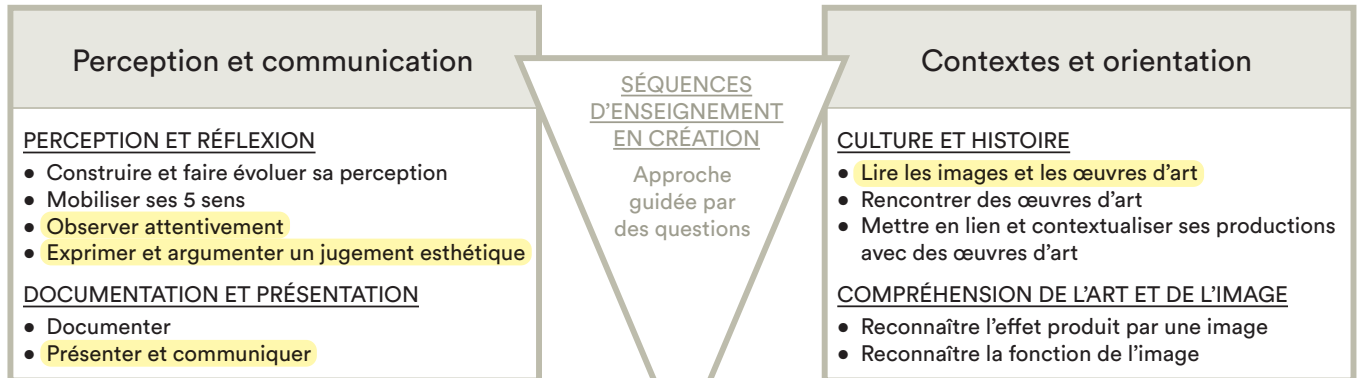 Perception et communication
PERCEPTION ET RÉFLEXION
• Construire et faire évoluer sa perception
• Mobiliser ses 5 sens
• Observer attentivement
• Exprimer et argumenter un jugement esthétique
DOCUMENTATION ET PRÉSENTATION
• Documenter
• Présenter et communiquer
SÉQUENCES
D’ENSEIGNEMENT
EN CRÉATION
Approche
guidée par
des questions
Contextes et orientation
CULTURE ET HISTOIRE
• Lire les images et les œuvres d’art
• Rencontrer des œuvres d’art
• Mettre en lien et contextualiser ses productions
avec des œuvres d’art
COMPRÉHENSION DE L’ART ET DE L’IMAGE
• Reconnaître l’effet produit par une image
• Reconnaître la fonction de l’image